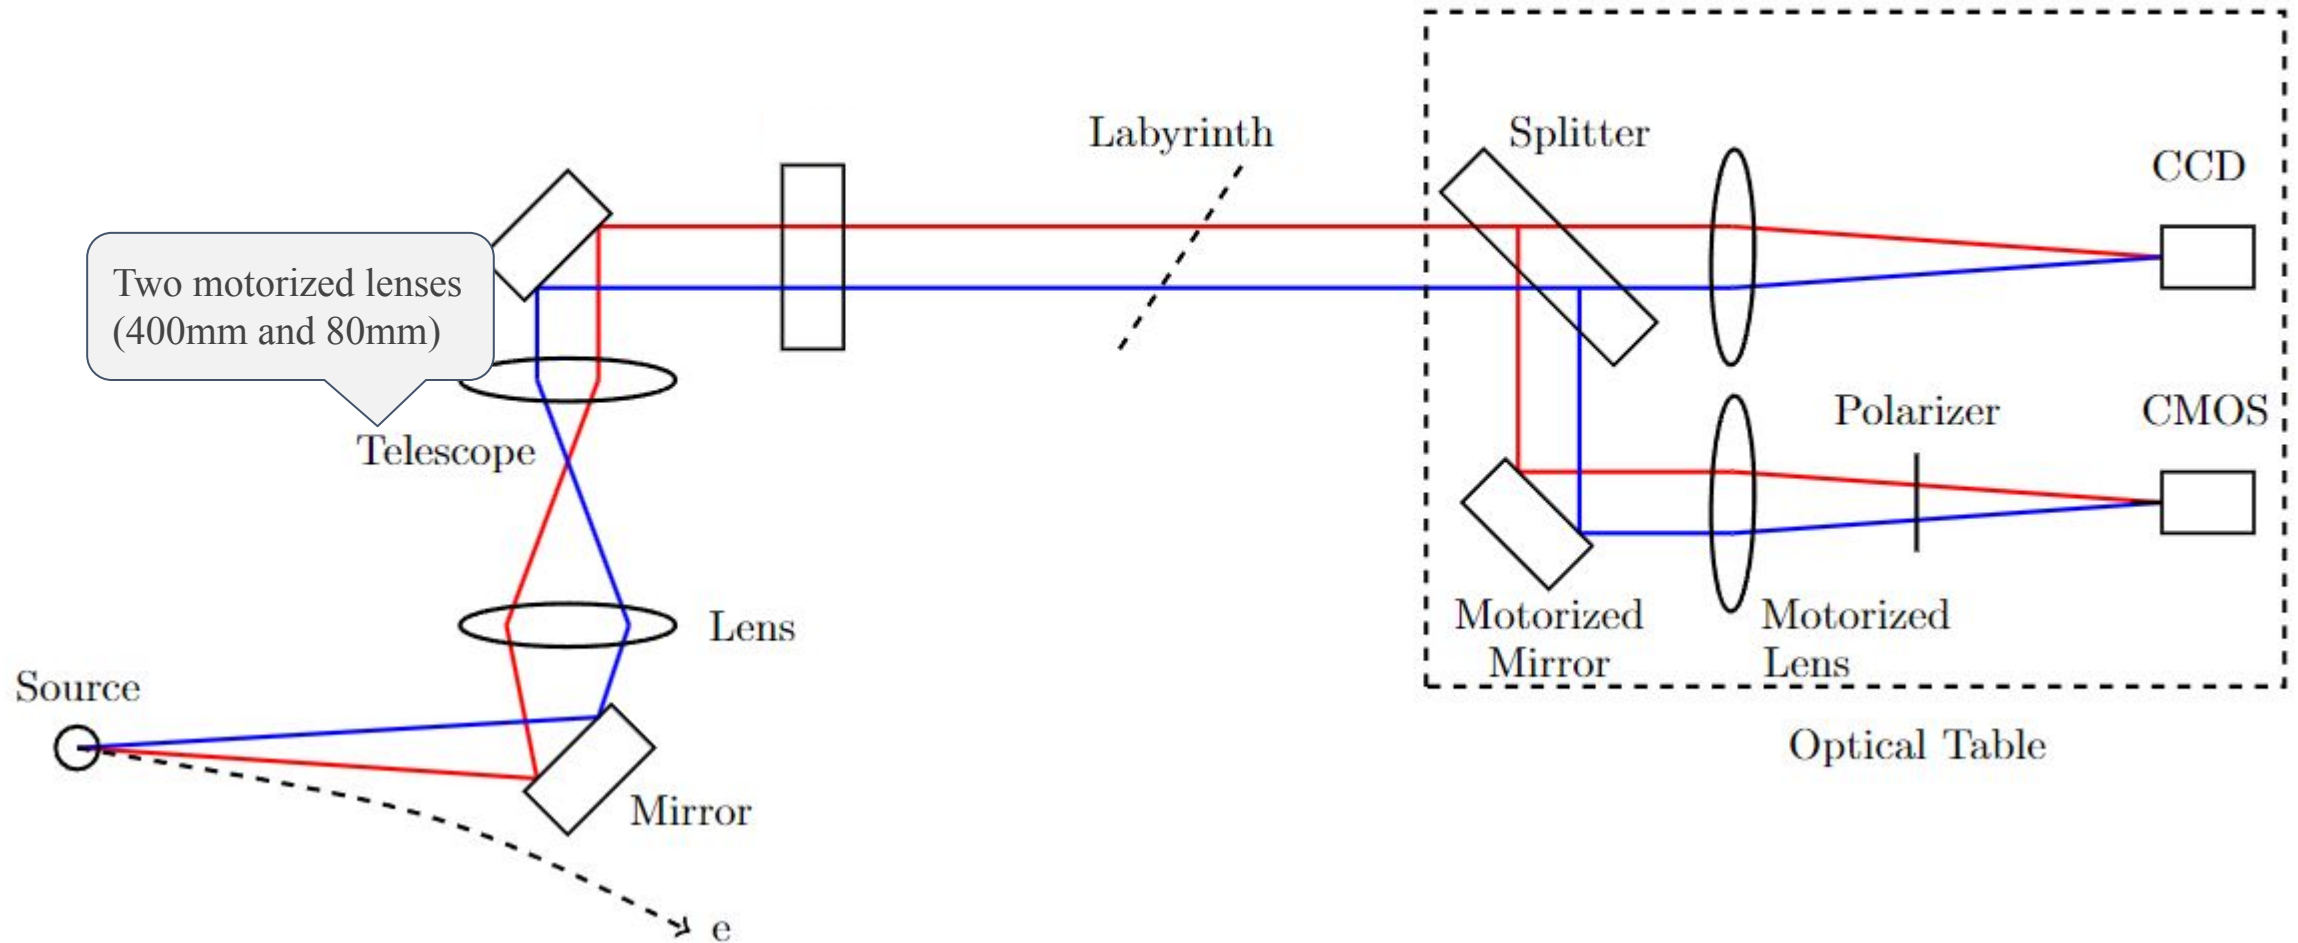 Labyrinth
Splitter
CCD
Two motorized lenses
(400mm and 80mm)
Telescope
Polarizer
CMOS
Lens
Motorized
Mirror
Motorized
Lens
Source
Optical Table
Mirror
e